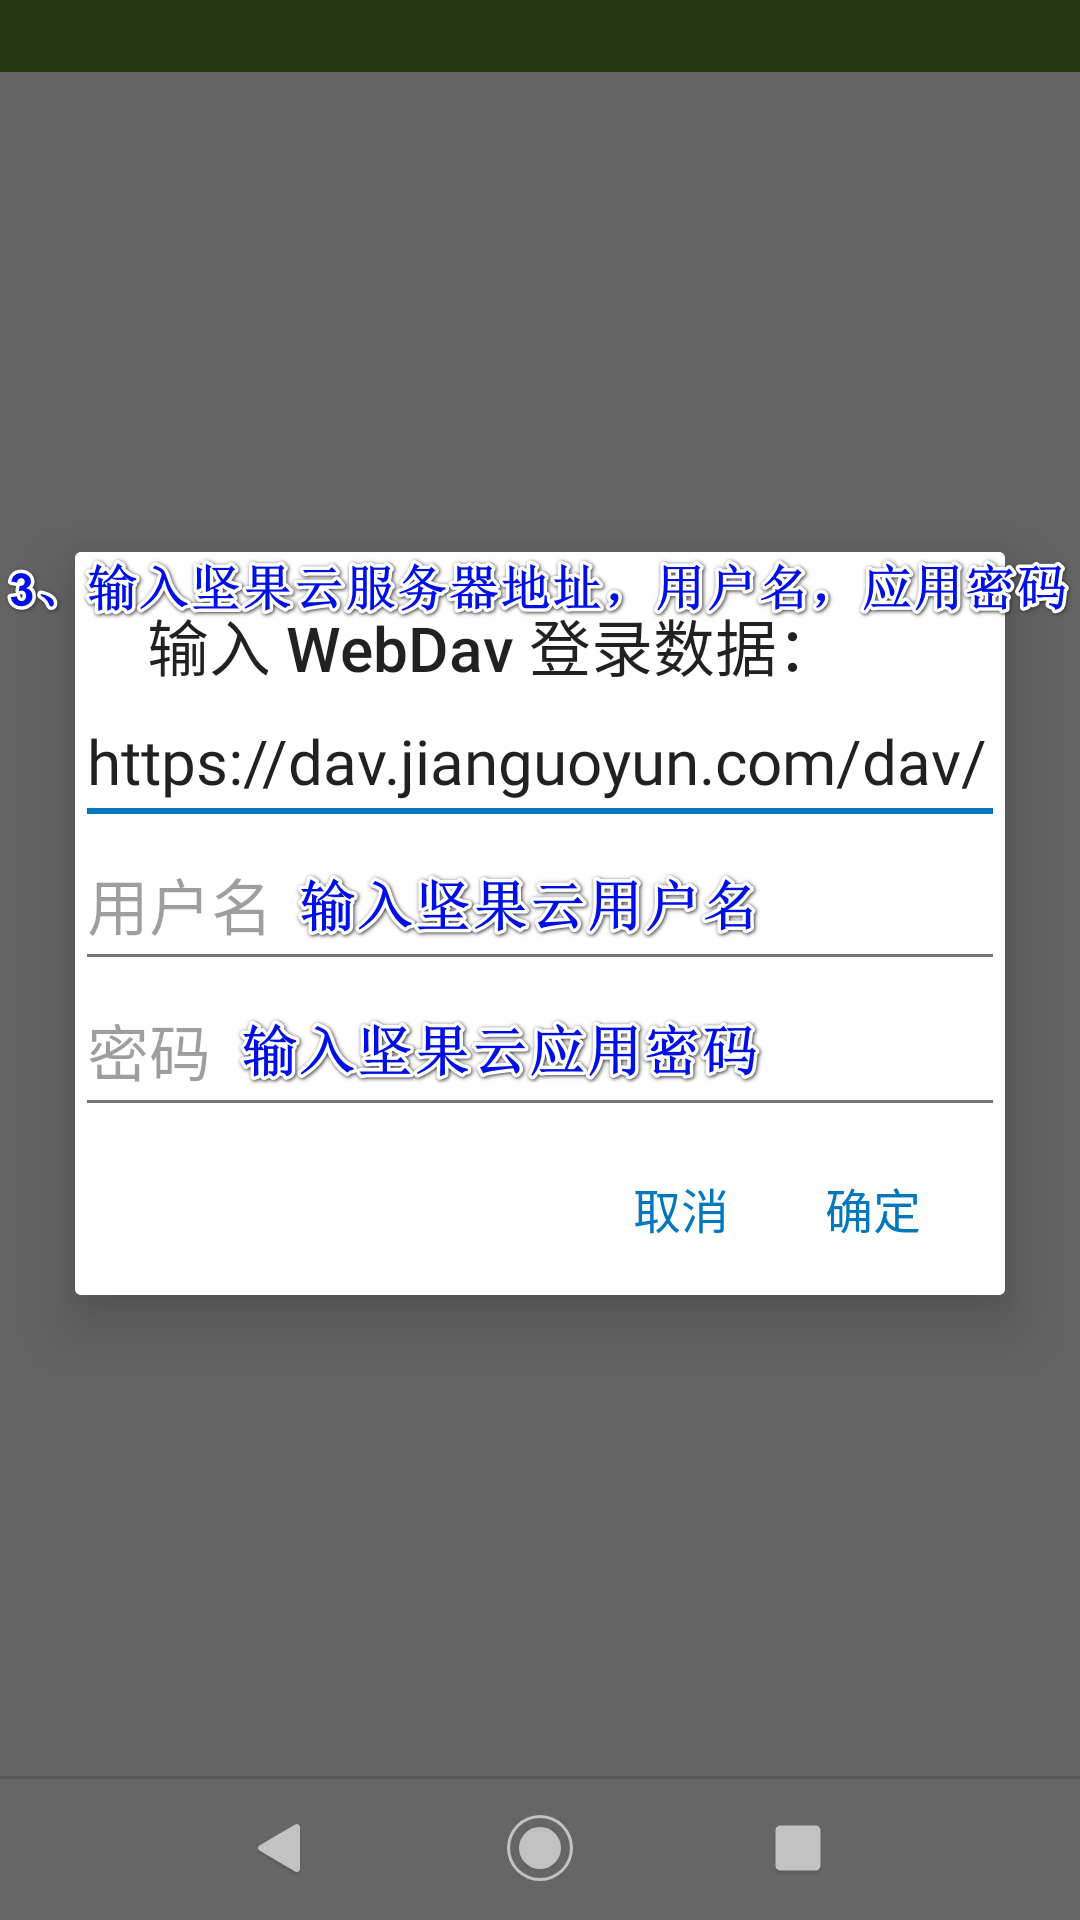 3、输入坚果云服务器地址，用户名，应用密码
输入 WebDav 登录数据：
https://dav.jianguoyun.com/dav/
用户名 输入坚果云用户名
密码 输入坚果云应用密码
取消 确定